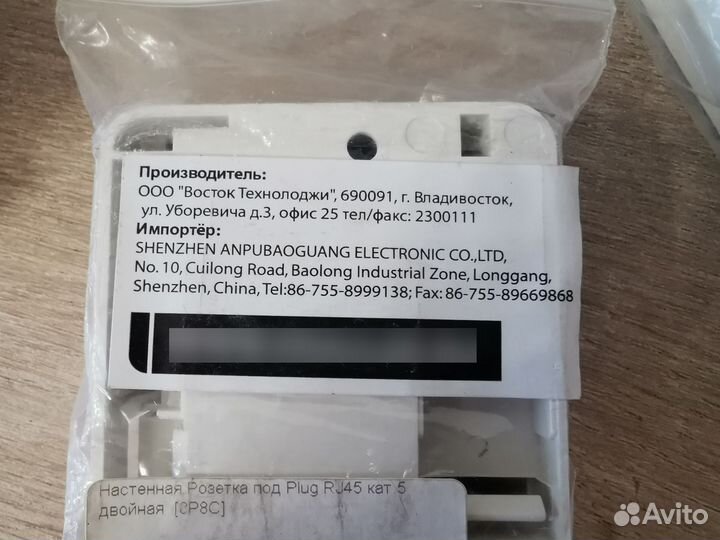 Производитель:
ООО "Восток Технолоджи", 690091, г. Владивосток,
ул. Уборевича д.3, офис 25 тел/факс: 2300111
Импортёр:
SHENZHEN ANPUBAOGUANG ELECTRONIC CO.,LTD,
No. 10, Cuilong Road, Baolong Industrial Zone, Longgang,
Shenzhen, China, Tel:86-755-8999138; Fax: 86-755-89669868
Настенная Розетка под Plug RJ45 кат.5
двойная [8P8C]
Avito